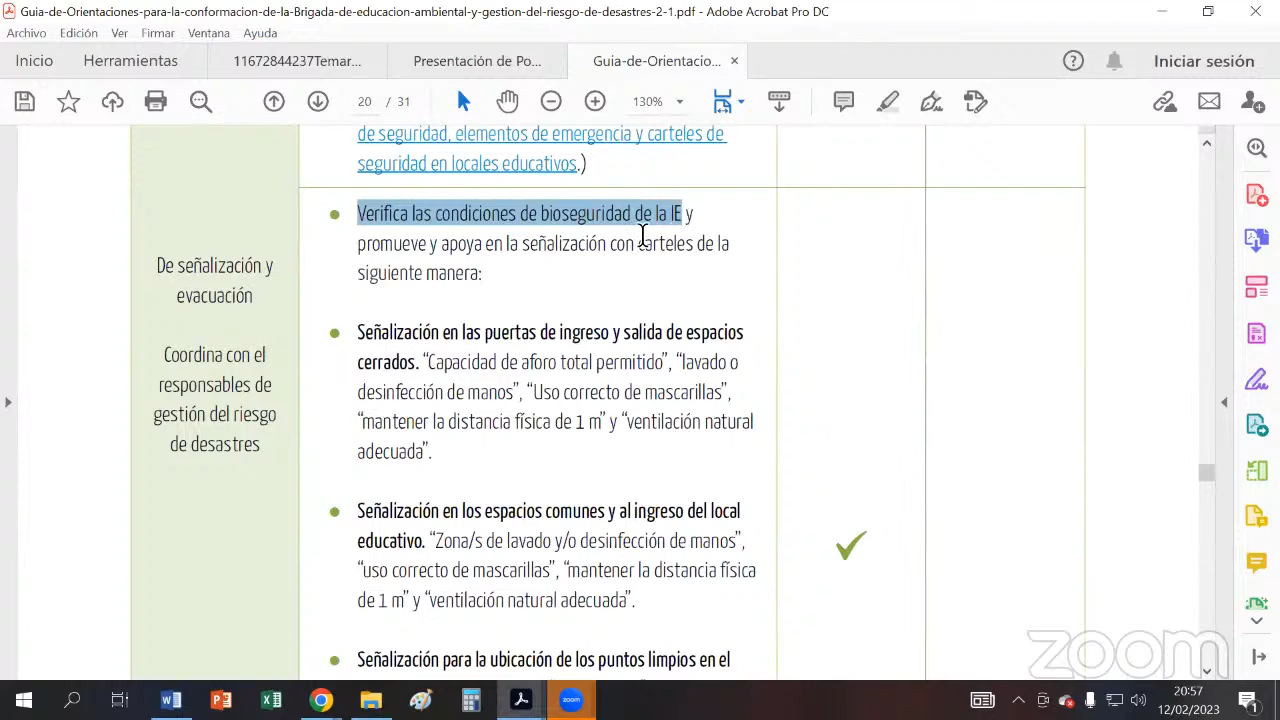 Guia-de-Orientaciones-para-la-conformacion-de-la-Brigada-de-educacion-ambiental-y-gestion-del-riesgo-de-desastres-2-1.pdf - Adobe Acrobat Pro DC
Archivo Edición Ver Firmar Ventana Ayuda
Inicio Herramientas 11672844237Temar... Presentación de Po... Guia-de-Orientacio... × Iniciar sesión
20 / 31 130%
de seguridad, elementos de emergencia y carteles de
seguridad en locales educativos.)
De señalización y
evacuación
Coordina con el
responsables de
gestión del riesgo
de desastres
• Verifica las condiciones de bioseguridad de la IE y
promueve y apoya en la señalización con carteles de la
siguiente manera:
• Señalización en las puertas de ingreso y salida de espacios
cerrados. “Capacidad de aforo total permitido”, “lavado o
desinfección de manos”, “Uso correcto de mascarillas”,
“mantener la distancia física de 1 m” y “ventilación natural
adecuada”.
• Señalización en los espacios comunes y al ingreso del local
educativo. “Zona/s de lavado y/o desinfección de manos”,
“uso correcto de mascarillas”, “mantener la distancia física
de 1 m” y “ventilación natural adecuada”.
• Señalización para la ubicación de los puntos limpios en el
zoom
zoom
20:57
12/02/2023
1